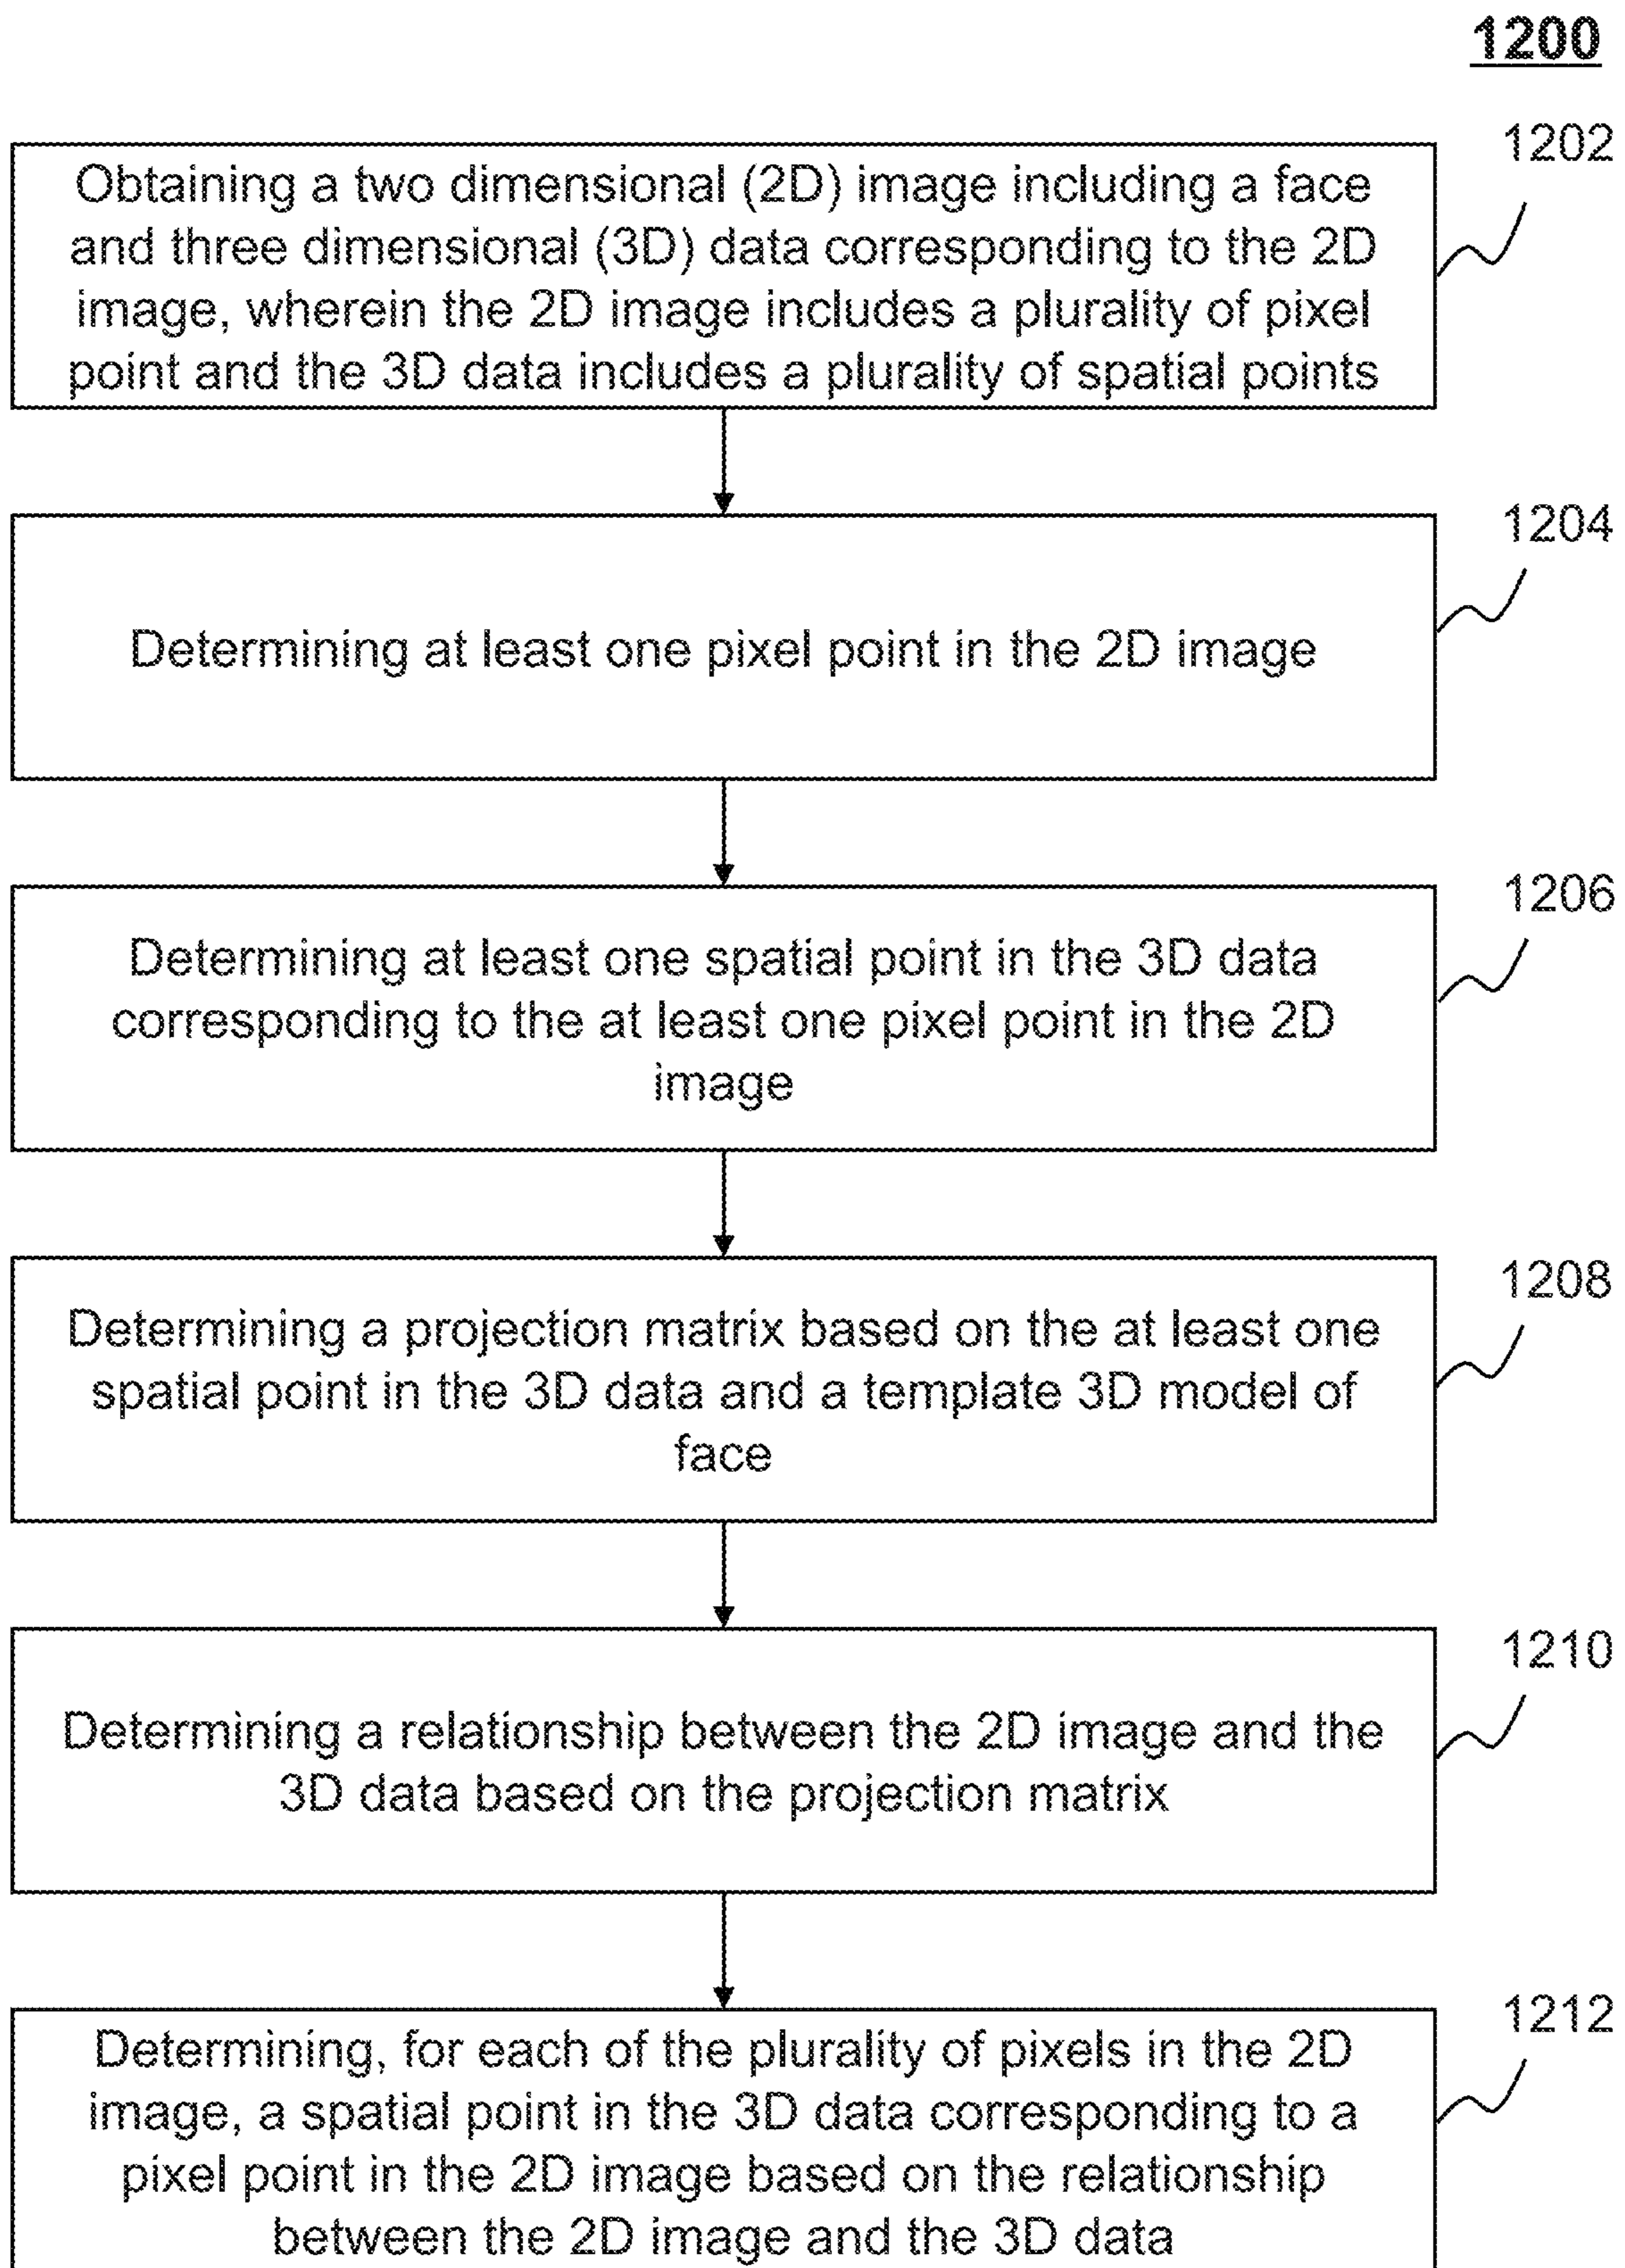 1200
1202
Obtaining a two dimensional (2D) image including a face
and three dimensional (3D) data corresponding to the 2D
image, wherein the 2D image includes a plurality of pixel
point and the 3D data includes a plurality of spatial points
1204
Determining at least one pixel point in the 2D image
1206
Determining at least one spatial point in the 3D data
corresponding to the at least one pixel point in the 2D
image
1208
Determining a projection matrix based on the at least one
spatial point in the 3D data and a template 3D model of
face
1210
Determining a relationship between the 2D image and the
3D data based on the projection matrix
1212
Determining, for each of the plurality of pixels in the 2D
image, a spatial point in the 3D data corresponding to a
pixel point in the 2D image based on the relationship
between the 2D image and the 3D data